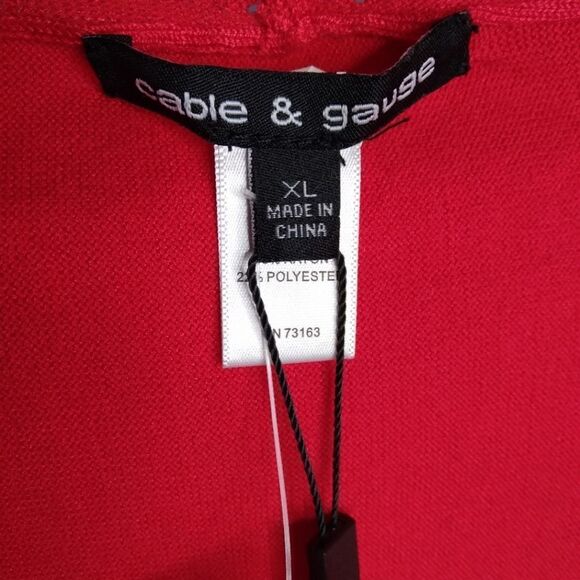 cable & gauge
XL
MADE IN
CHINA
POLYESTER
73163